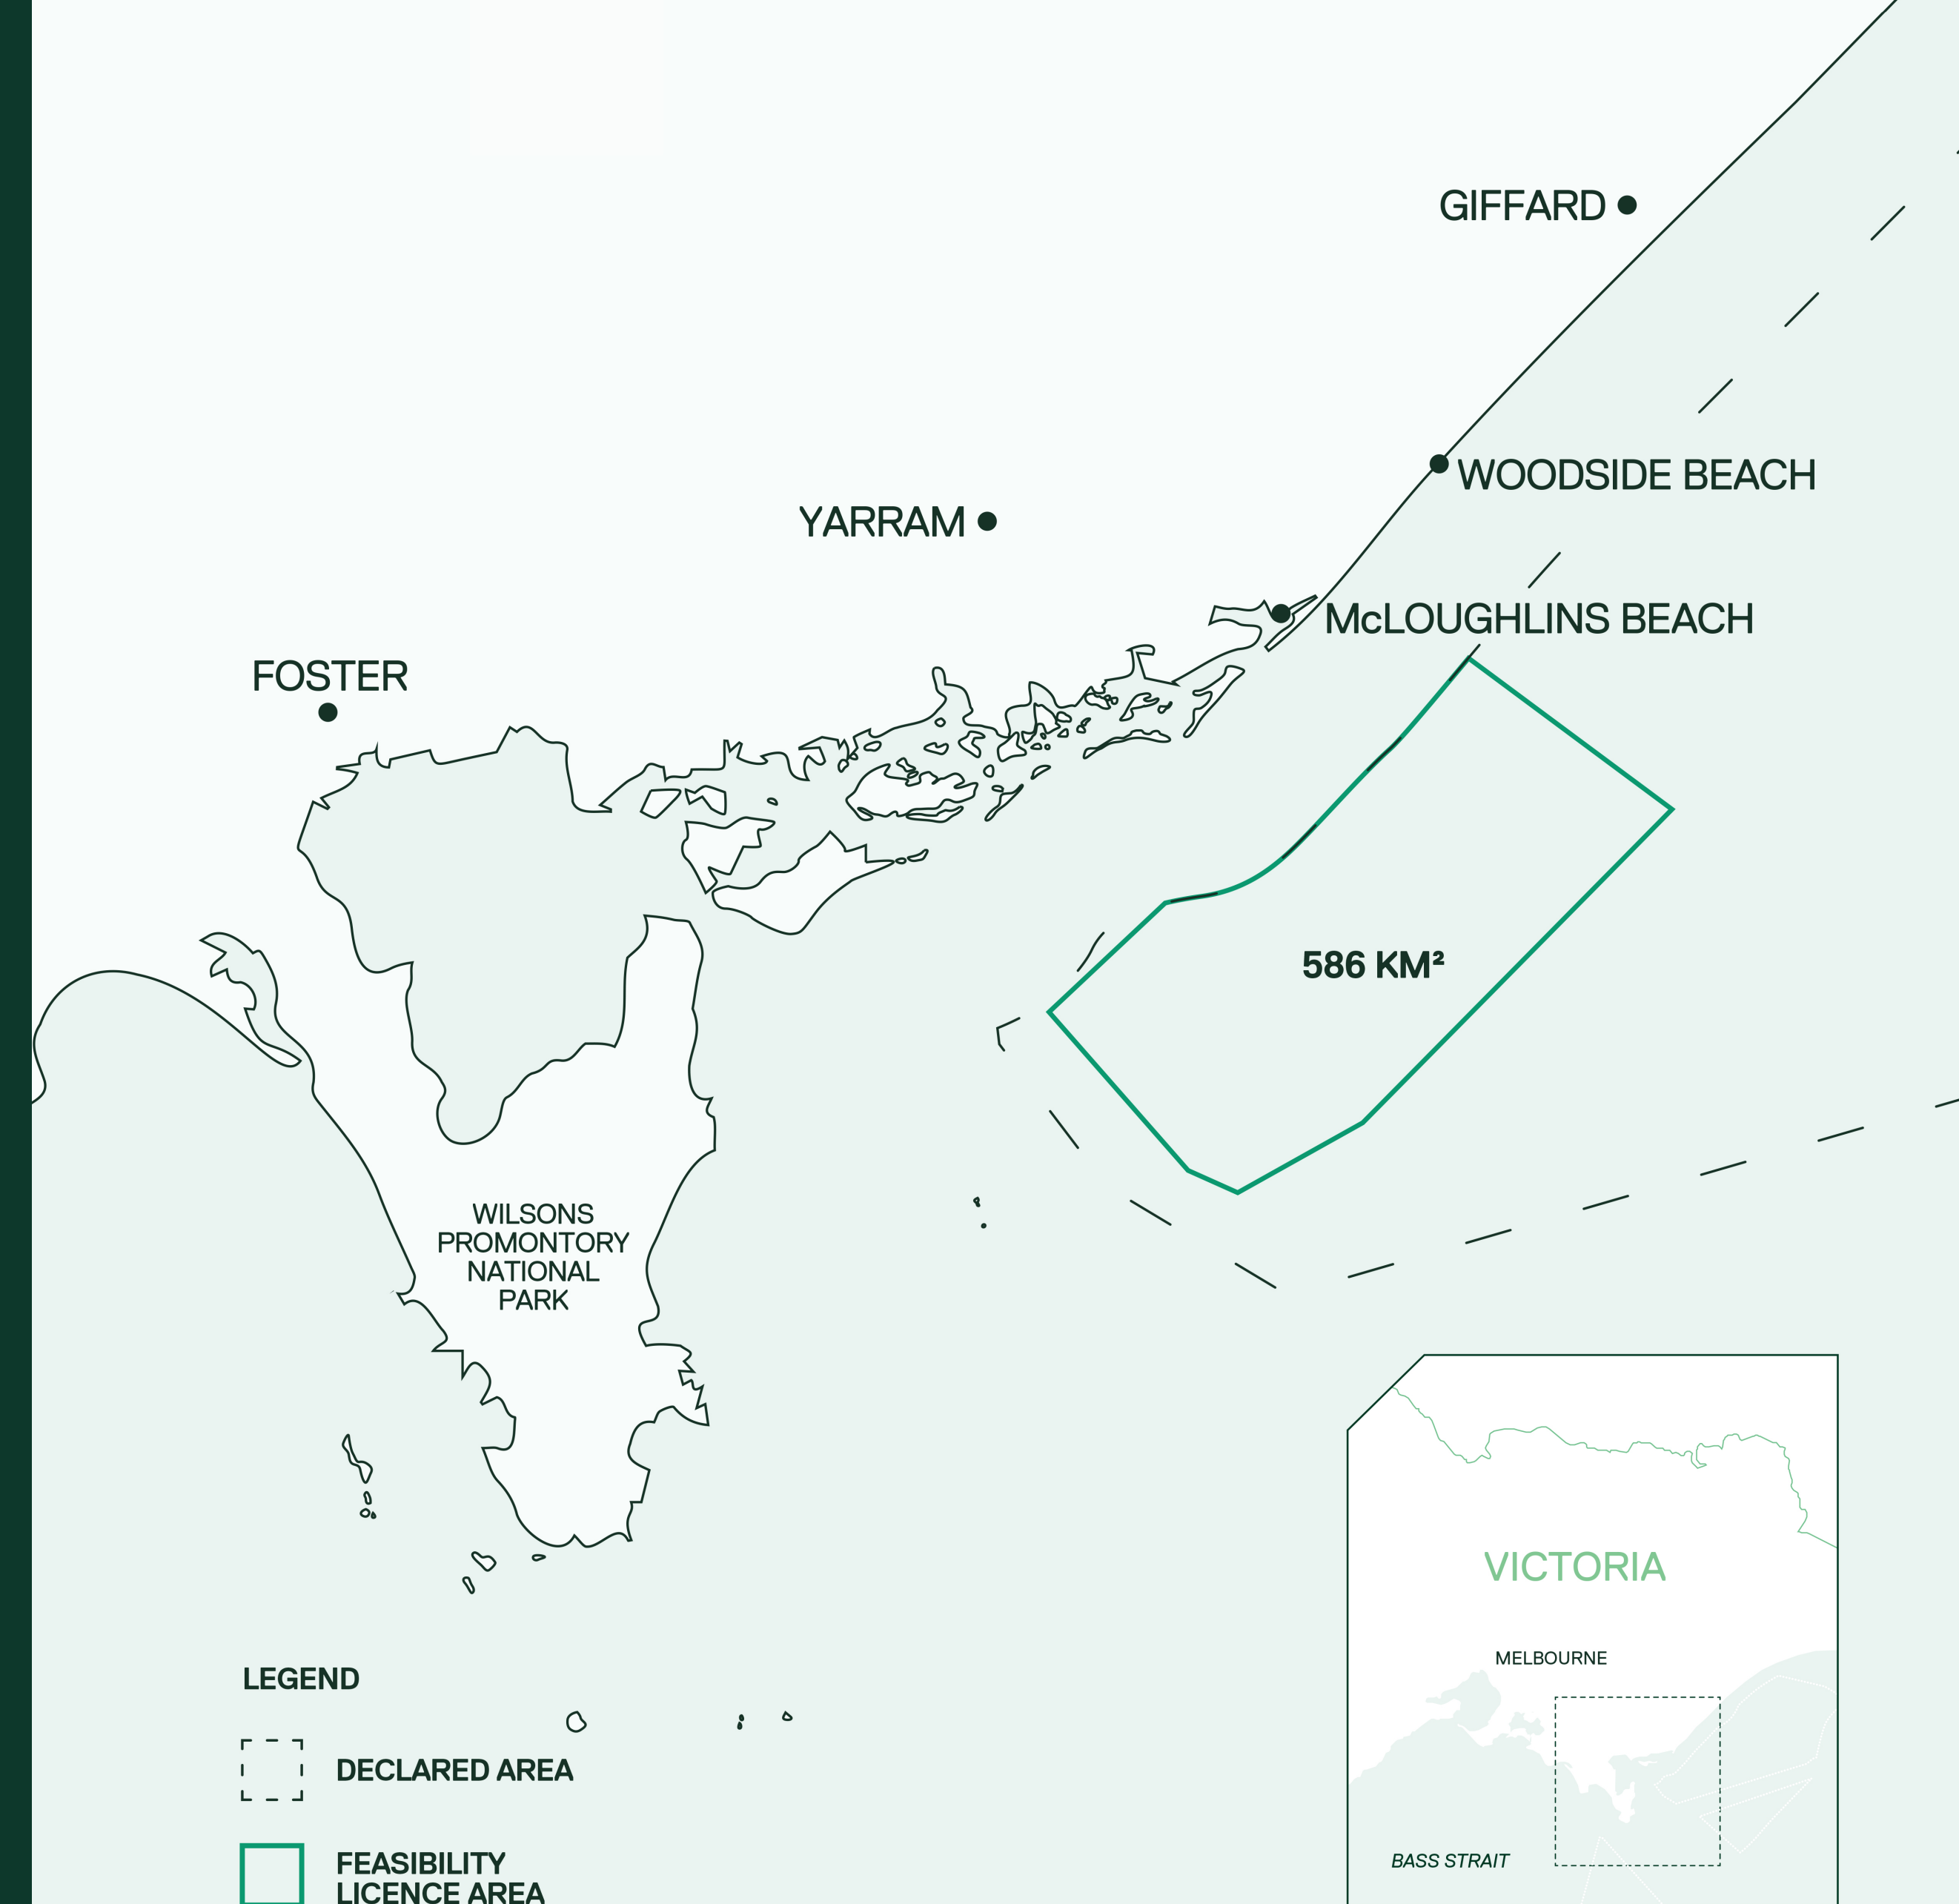 GIFFARD
WOODSIDE BEACH
YARRAM
McLOUGHLINS BEACH
FOSTER
586 KM²
WILSONS
PROMONTORY
NATIONAL
PARK
VICTORIA
MELBOURNE
BASS STRAIT
LEGEND
DECLARED AREA
FEASIBILITY
LICENCE AREA